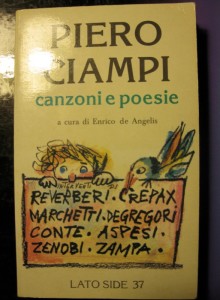 PIERO
CIAMPI
canzoni e poesie
a cura di Enrico de Angelis
REVERBERI · CREPAX
MARCHETTI · DEGREGORI
CONTE · ASPESI ·
ZENOBI · ZAMPA ·
LATO SIDE 37